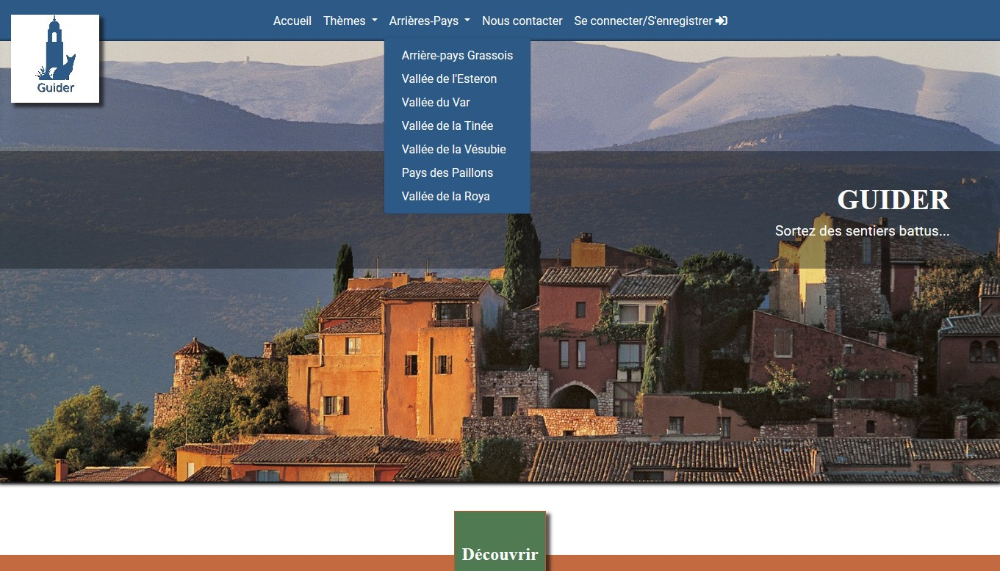 Accueil Thèmes Arrières-Pays Nous contacter Se connecter/S'enregistrer
Guider
Arrière-pays Grassois
Vallée de l'Esteron
Vallée du Var
Vallée de la Tinée
Vallée de la Vésubie
Pays des Paillons
Vallée de la Roya
GUIDER
Sortez des sentiers battus...
Découvrir